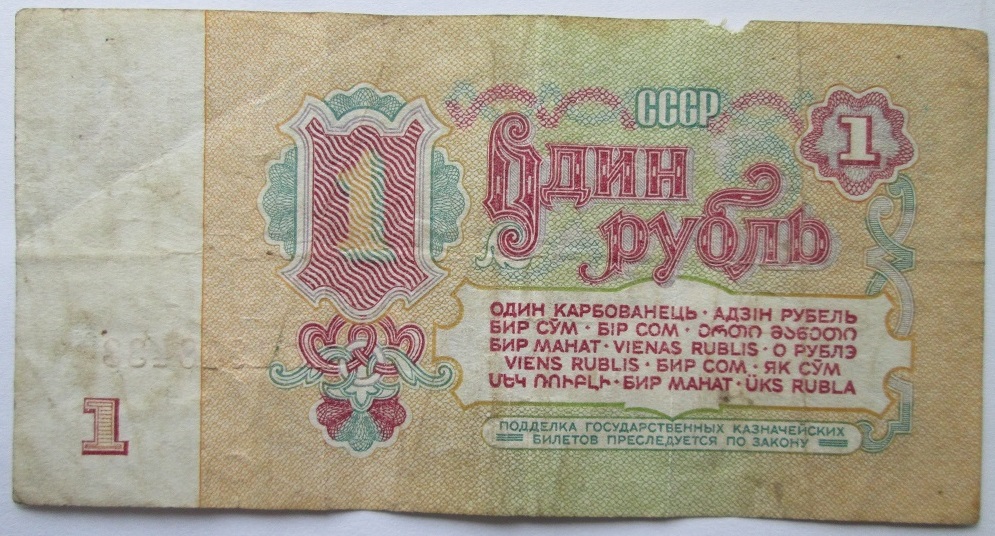 СССР
1
1
Один
рубль
ОДИН КАРБОВАНЕЦЬ · АДЗІН РУБЕЛЬ
БИР СЎМ · БІР СОМ · ᲔᲠᲗᲘ ᲛᲐᲜᲔᲗᲘ
БИР МАНАТ · VIENAS RUBLIS · О РУБЛЭ
VIENS RUBLIS · БИР СОМ · ЯК СӮМ
ՄԵԿ ՌՈՒԲԼԻ · БИР МАНАТ · ÜKS RUBLA
1
ПОДДЕЛКА ГОСУДАРСТВЕННЫХ КАЗНАЧЕЙСКИХ
БИЛЕТОВ ПРЕСЛЕДУЕТСЯ ПО ЗАКОНУ